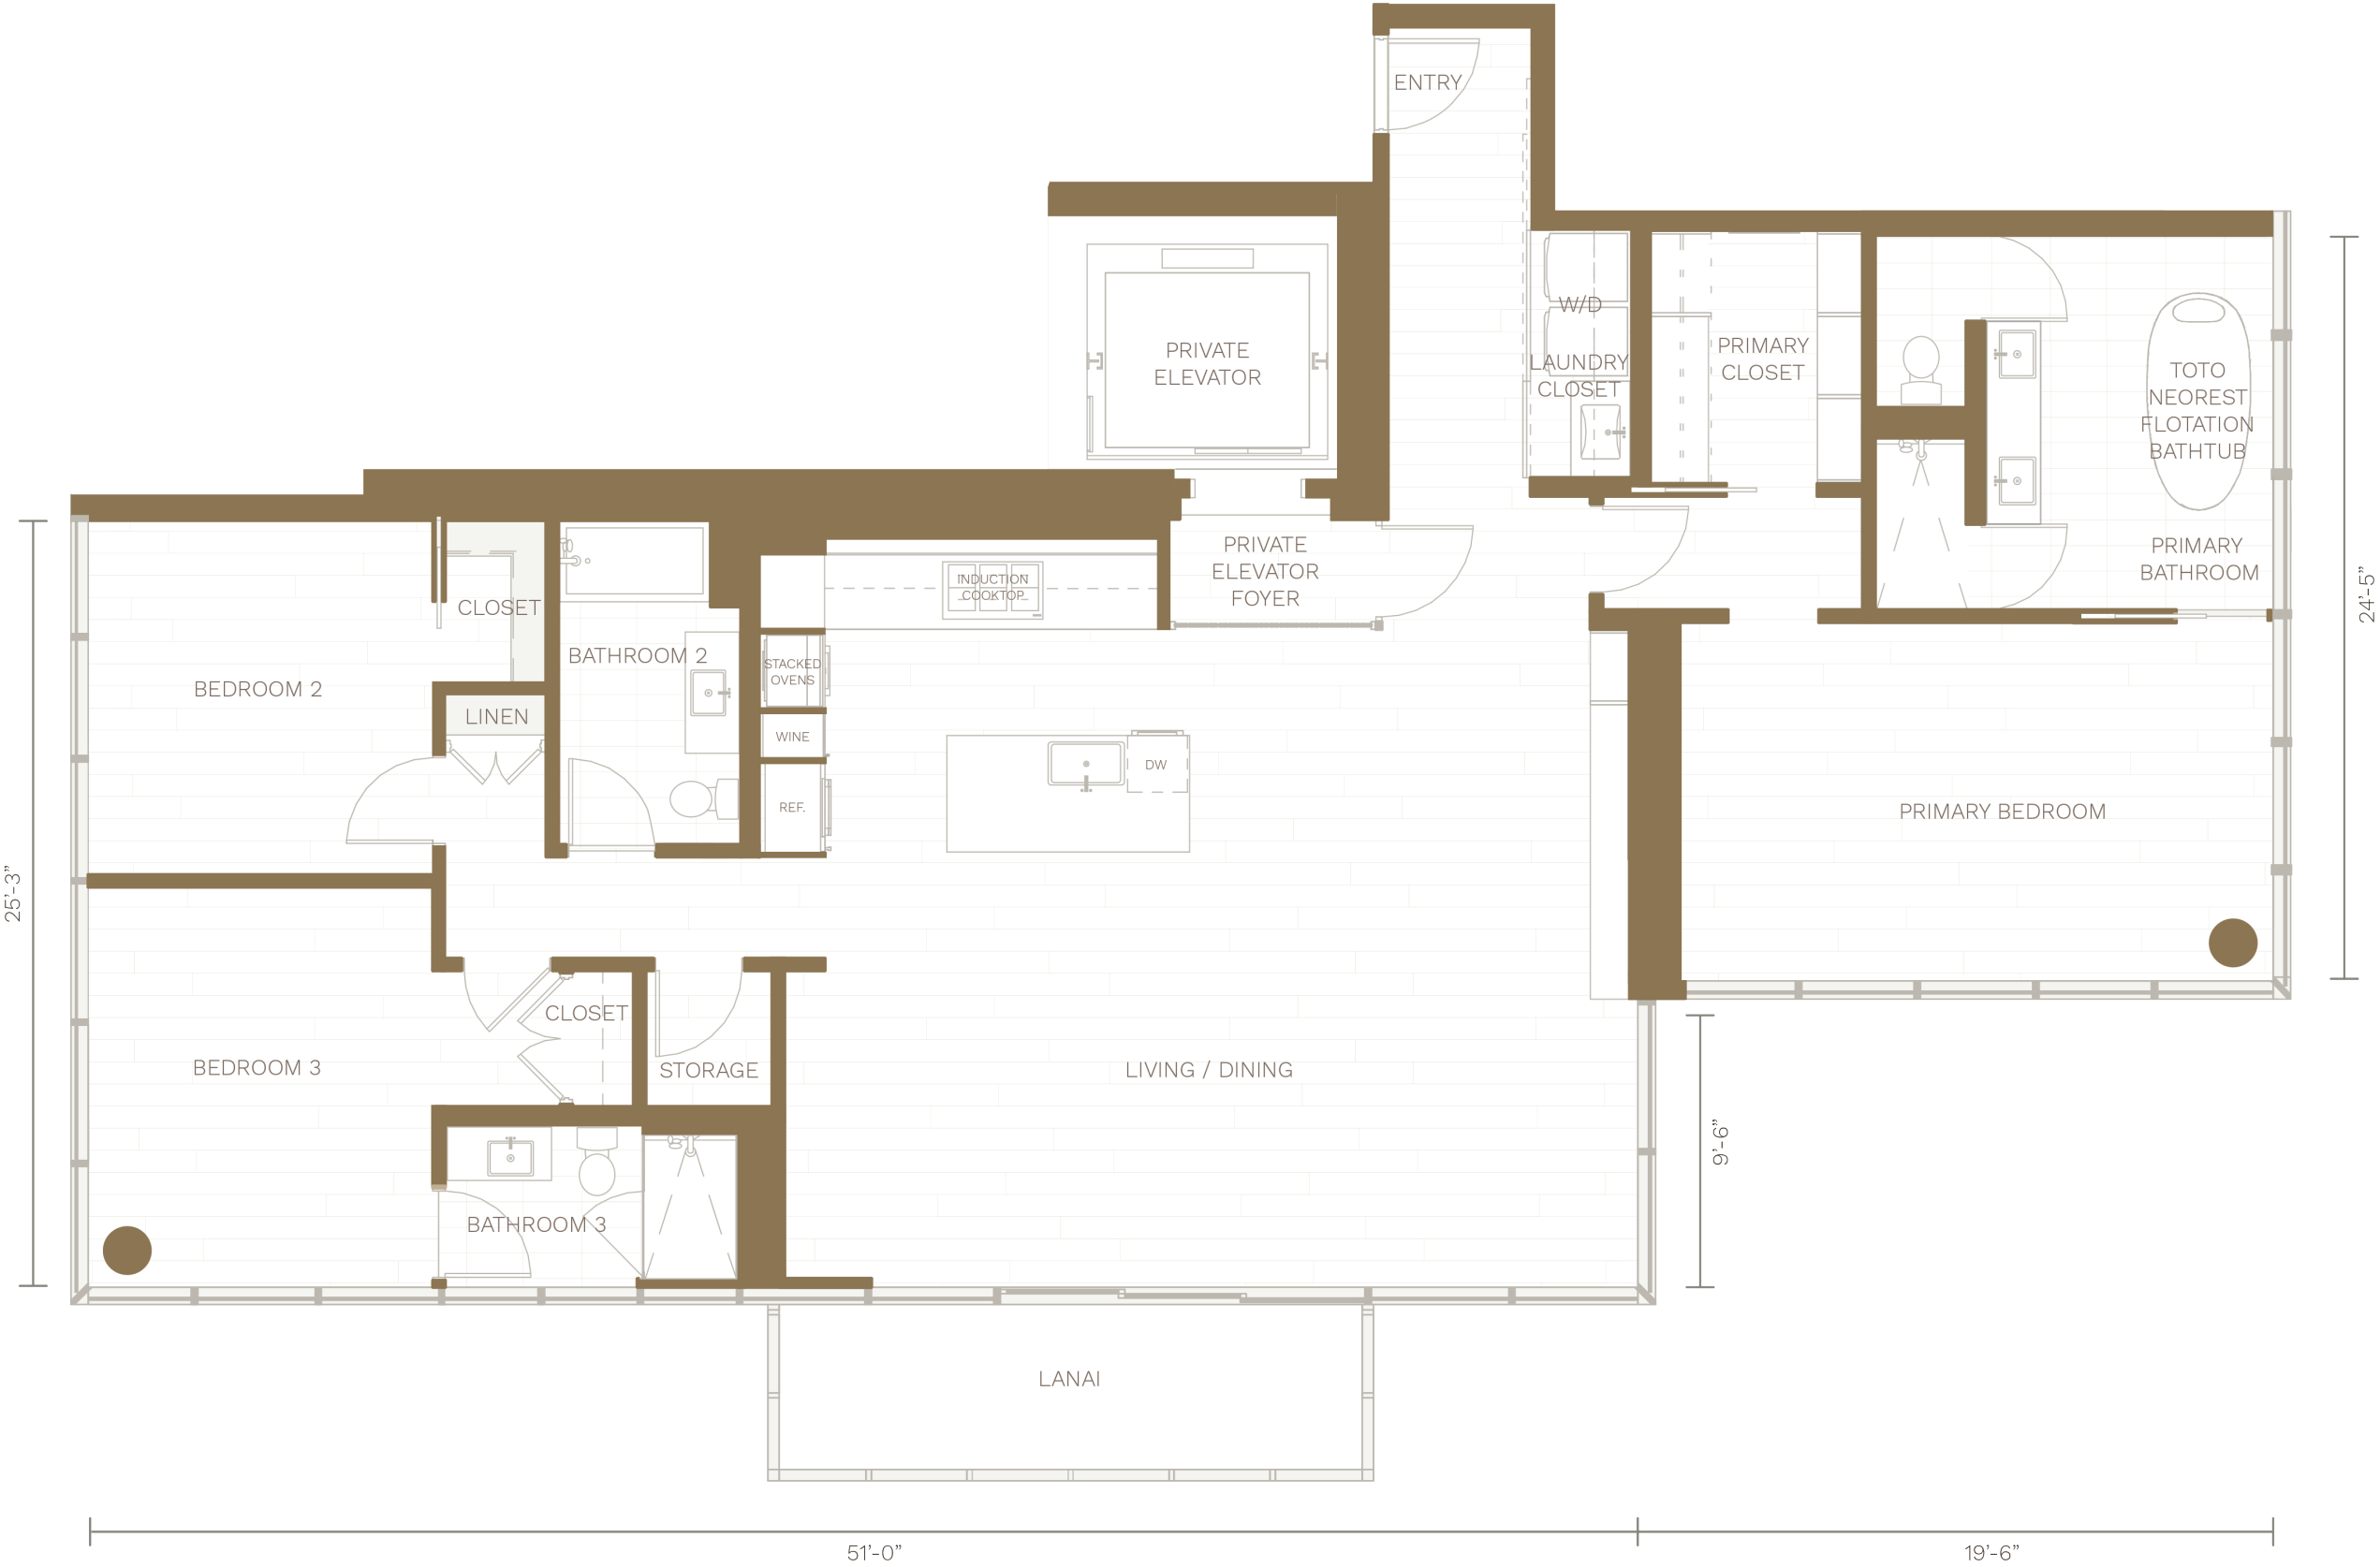 ENTRY
W/D
LAUNDRY
CLOSET
PRIVATE
ELEVATOR
PRIMARY
CLOSET
TOTO
NEOREST
FLOTATION
BATHTUB
PRIMARY
BATHROOM
24'-5”
PRIVATE
ELEVATOR
FOYER
INDUCTION
COOKTOP
CLOSET
BATHROOM 2
STACKED
OVENS
BEDROOM 2
LINEN
WINE
DW
REF.
PRIMARY BEDROOM
25’-3”
CLOSET
BEDROOM 3
STORAGE
LIVING / DINING
9’-6”
BATHROOM 3
LANAI
51’-0”
19’-6”